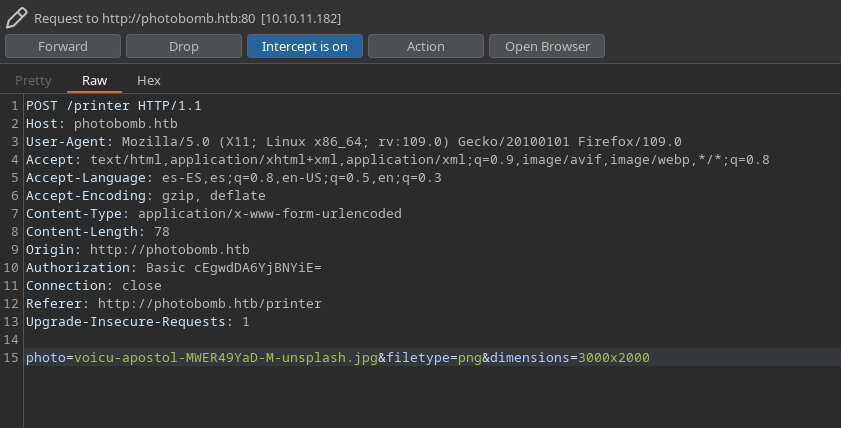 Request to http://photobomb.htb:80 [10.10.11.182]
Forward Drop Intercept is on Action Open Browser
Pretty Raw Hex
1 POST /printer HTTP/1.1
2 Host: photobomb.htb
3 User-Agent: Mozilla/5.0 (X11; Linux x86_64; rv:109.0) Gecko/20100101 Firefox/109.0
4 Accept: text/html,application/xhtml+xml,application/xml;q=0.9,image/avif,image/webp,*/*;q=0.8
5 Accept-Language: es-ES,es;q=0.8,en-US;q=0.5,en;q=0.3
6 Accept-Encoding: gzip, deflate
7 Content-Type: application/x-www-form-urlencoded
8 Content-Length: 78
9 Origin: http://photobomb.htb
10 Authorization: Basic cEgwdDA6YjBNYiE=
11 Connection: close
12 Referer: http://photobomb.htb/printer
13 Upgrade-Insecure-Requests: 1
14
15 photo=voicu-apostol-MWER49YaD-M-unsplash.jpg&filetype=png&dimensions=3000x2000